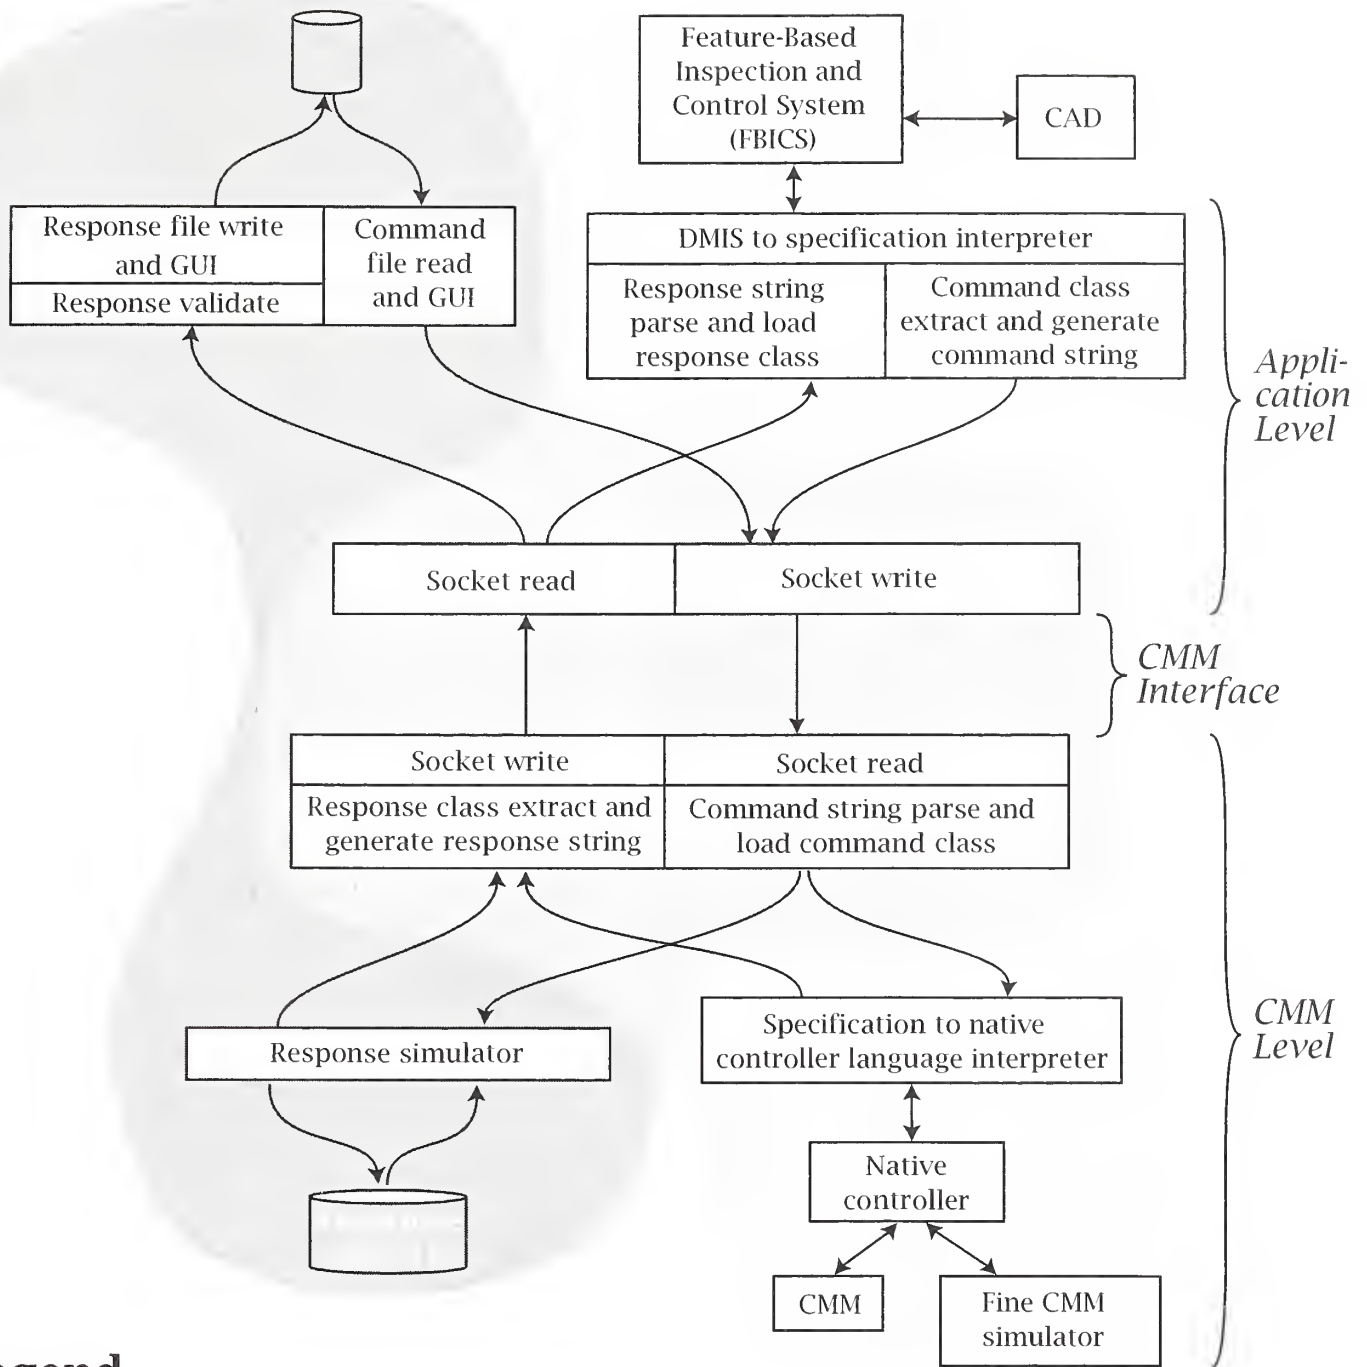 Feature-Based
Inspection and
Control System
(FBICS)
CAD
Response file write
and GUI
Response validate
Command
file read
and GUI
DMIS to specification interpreter
Response string
parse and load
response class
Command class
extract and generate
command string
Appli-
cation
Level
Socket read
Socket write
CMM
Interface
Socket write
Socket read
Response class extract and
generate response string
Command string parse and
load command class
Response simulator
Specification to native
controller language interpreter
CMM
Level
Native
controller
CMM
Fine CMM
simulator